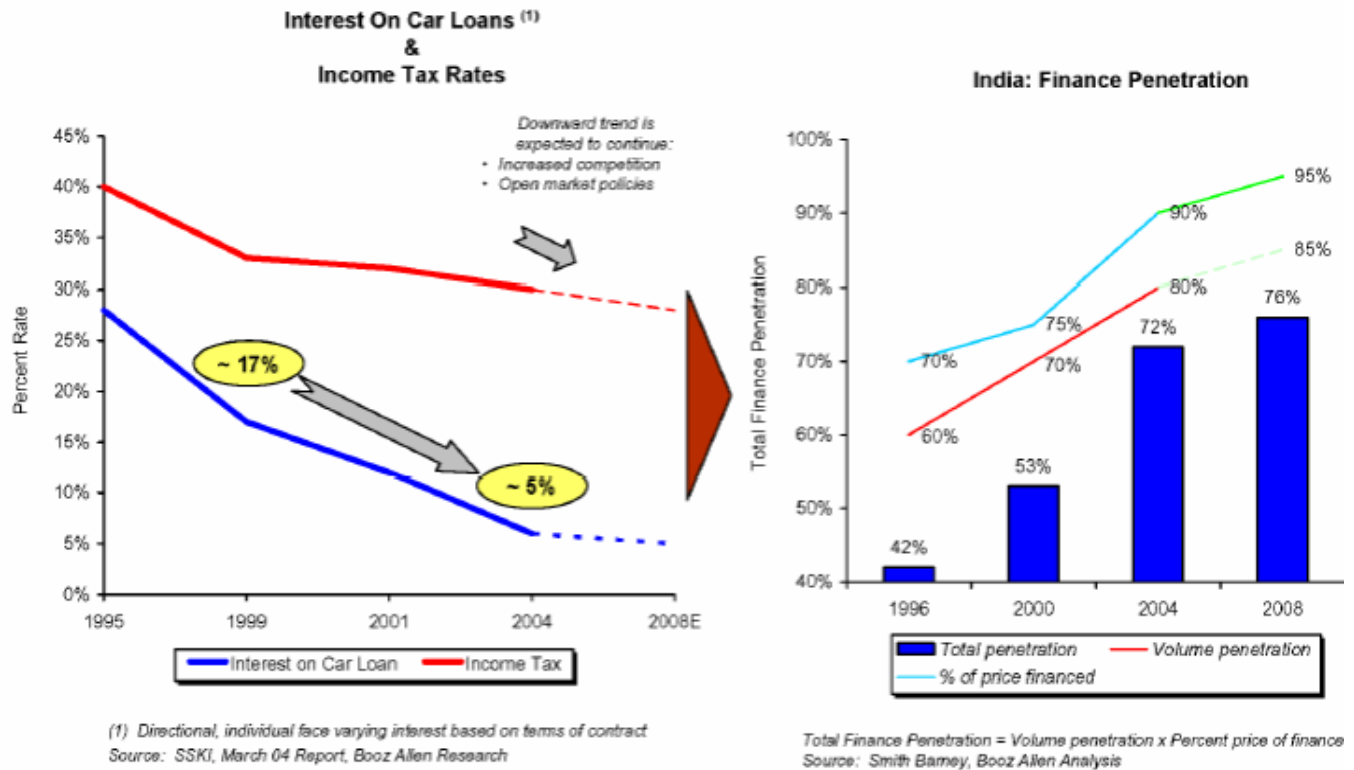 Interest On Car Loans (1)
&
Income Tax Rates
Downward trend is
expected to continue:
• Increased competition
• Open market policies
Percent Rate
45%
40%
35%
30%
25%
20%
15%
10%
5%
0%
~ 17%
~ 5%
1995 1999 2001 2004 2008E
Interest on Car Loan Income Tax
(1) Directional, individual face varying interest based on terms of contract
Source: SSKI, March 04 Report, Booz Allen Research
India: Finance Penetration
Total Finance Penetration
100%
90%
80%
70%
60%
50%
40%
95%
90%
85%
80%
75%
70%
70%
60%
42%
53%
72%
76%
1996 2000 2004 2008
Total penetration Volume penetration
% of price financed
Total Finance Penetration = Volume penetration x Percent price of finance
Source: Smith Barney, Booz Allen Analysis